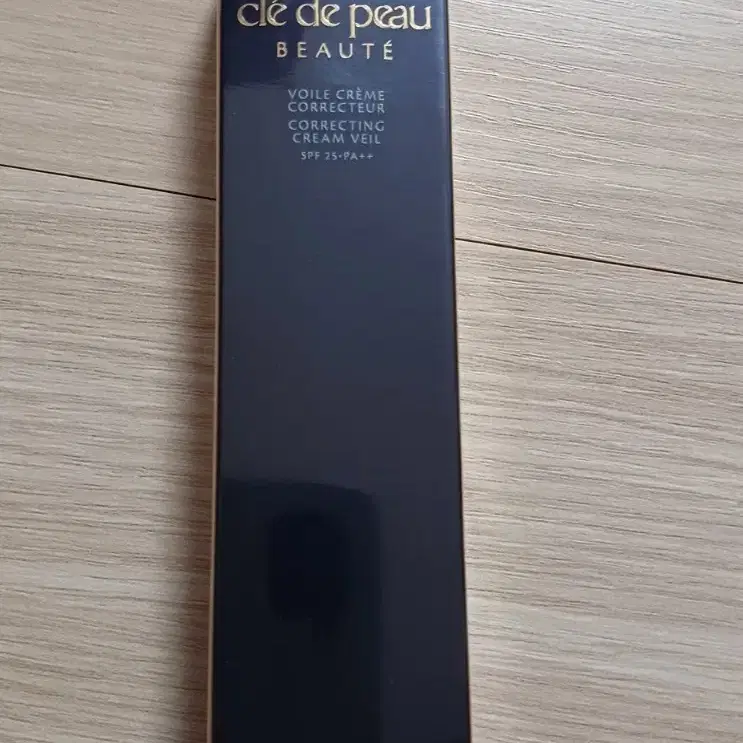 clé de peau
BEAUTÉ
VOILE CRÈME
CORRECTEUR
CORRECTING
CREAM VEIL
SPF 25·PA++